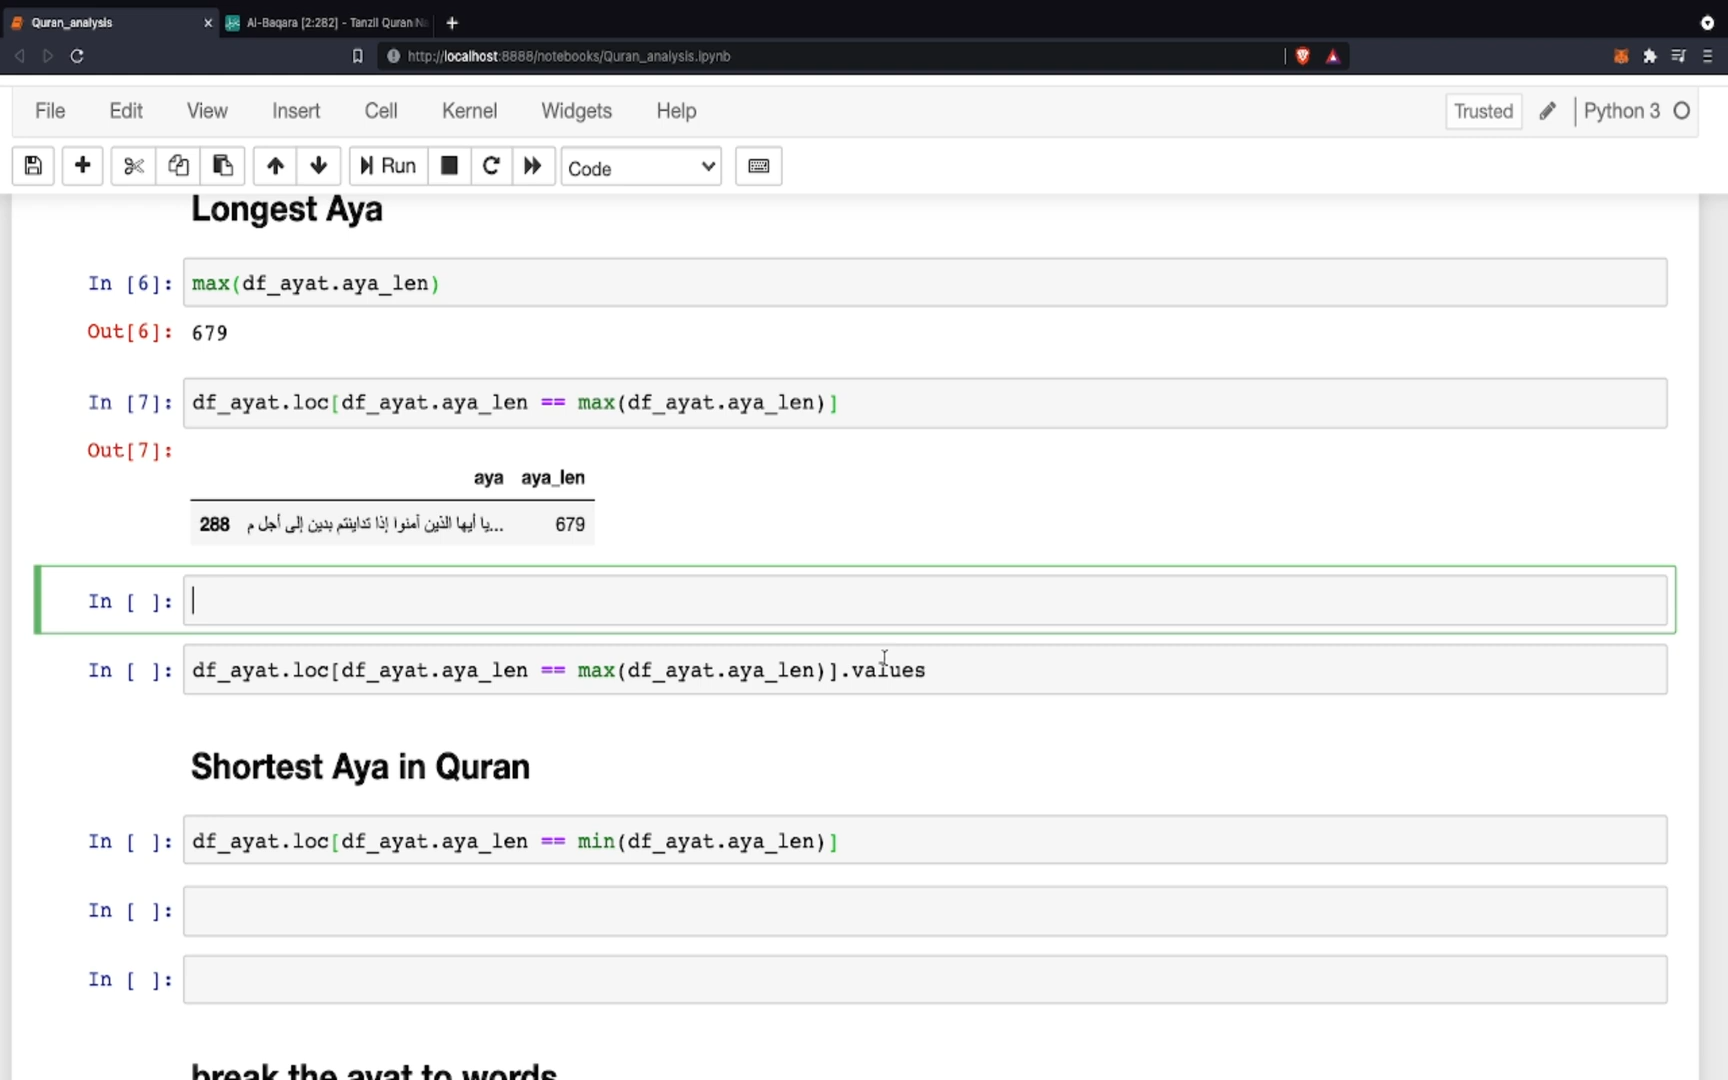 Quran_analysis
Al-Baqara [2:282] - Tanzil Quran N
http://localhost:8888/notebooks/Quran_analysis.ipynb
File Edit View Insert Cell Kernel Widgets Help Trusted Python 3
Run Code
Longest Aya
In [6]: max(df_ayat.aya_len)
Out[6]: 679
In [7]: df_ayat.loc[df_ayat.aya_len == max(df_ayat.aya_len)]
Out[7]:
aya aya_len
288 يا أيها الذين آمنوا إذا تداينتم بدين إلى أجل م... 679
In [ ]:
In [ ]: df_ayat.loc[df_ayat.aya_len == max(df_ayat.aya_len)].values
Shortest Aya in Quran
In [ ]: df_ayat.loc[df_ayat.aya_len == min(df_ayat.aya_len)]
In [ ]:
In [ ]:
break the ayat to words